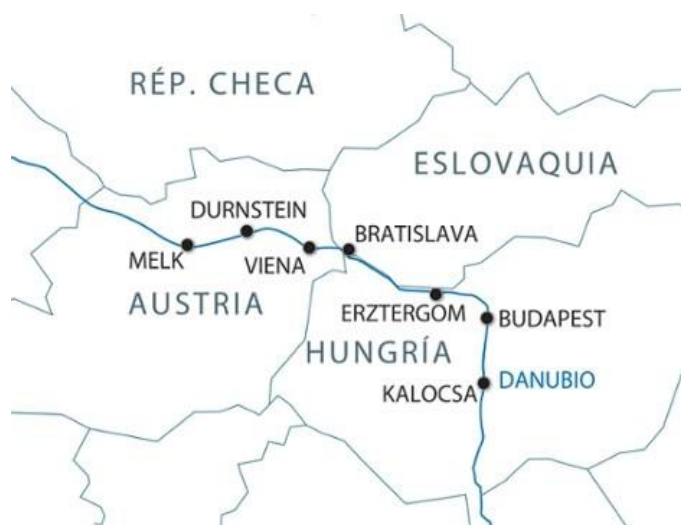 RÉP. CHECA
ESLOVAQUIA
DURNSTEIN
BRATISLAVA
MELK
VIENA
AUSTRIA
ERZTERGOM
BUDAPEST
HUNGRÍA
KALOCSA
DANUBIO